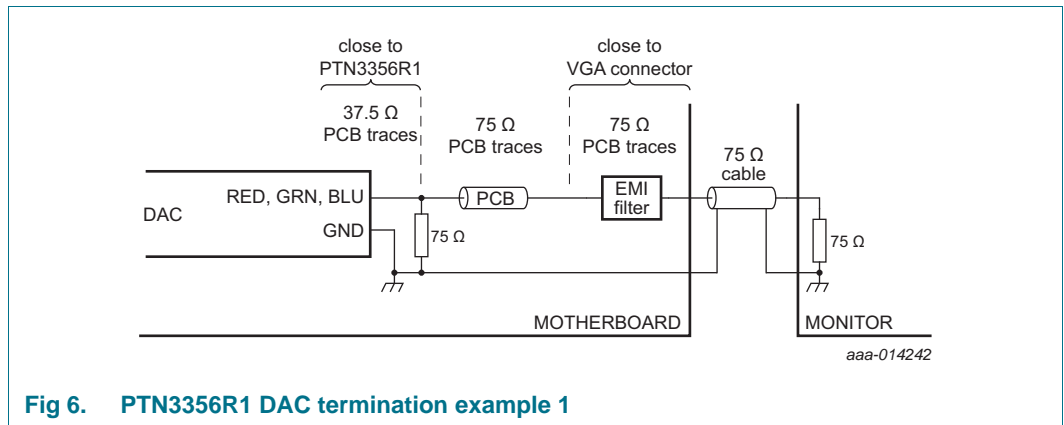 close to
PTN3356R1
close to
VGA connector
37.5 Ω
PCB traces
75 Ω
PCB traces
75 Ω
PCB traces
75 Ω
cable
DAC
RED, GRN, BLU
PCB
EMI
filter
GND
75 Ω
75 Ω
MOTHERBOARD
MONITOR
aaa-014242
Fig 6. PTN3356R1 DAC termination example 1